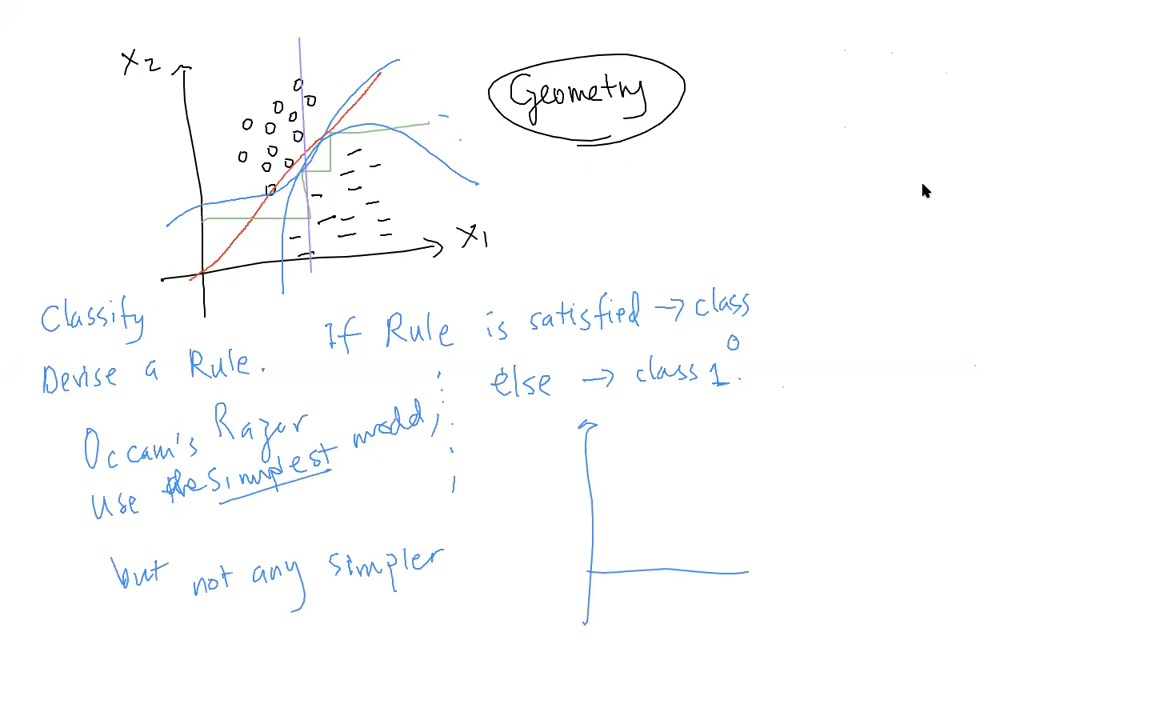 X2
Geometry
X1
Classify
Devise a Rule.
If Rule is satisfied → class 0
else → class 1.
Occam's Razor
use the simplest model,
but not any simpler